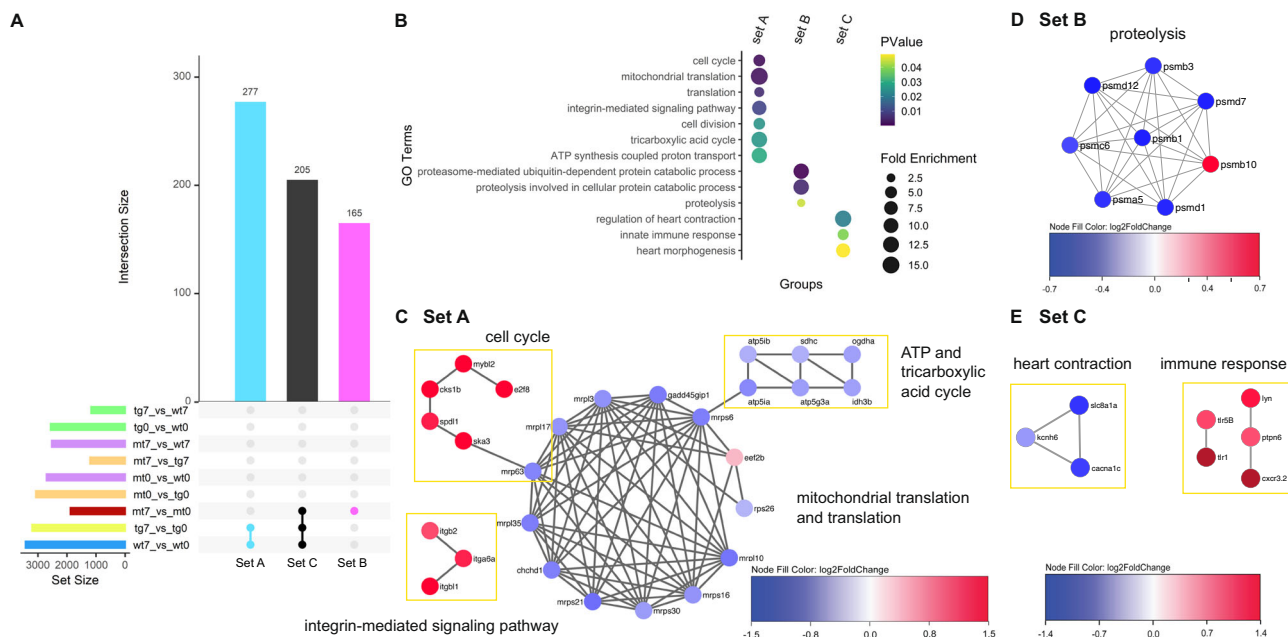 A
300
200
100
0
Intersection Size
277
205
165
tg7_vs_wt7
tg0_vs_wt0
mt7_vs_wt7
mt7_vs_tg7
mt0_vs_wt0
mt0_vs_tg0
mt7_vs_mt0
tg7_vs_tg0
wt7_vs_wt0
3000 2000 1000 0
Set Size
Set A Set C Set B
B
set A
set B
set C
GO Terms
cell cycle
mitochondrial translation
translation
integrin-mediated signaling pathway
cell division
tricarboxylic acid cycle
ATP synthesis coupled proton transport
proteasome-mediated ubiquitin-dependent protein catabolic process
proteolysis involved in cellular protein catabolic process
proteolysis
regulation of heart contraction
innate immune response
heart morphogenesis
Groups
PValue
0.04
0.03
0.02
0.01
Fold Enrichment
2.5
5.0
7.5
10.0
12.5
15.0
C Set A
cell cycle
mybl2
cks1b
e2f8
spdl1
ska3
mrpl3
gadd45gip1
mrpl17
mrps6
mrp63
eef2b
rps26
mrpl35
mrpl10
chchd1
mrps16
mrps21
mrps30
atp5ib sdhc ogdha
atp5ia atp5g3a idh3b
ATP and
tricarboxylic
acid cycle
mitochondrial translation
and translation
itgb2
itga6a
itgbl1
integrin-mediated signaling pathway
Node Fill Color: log2FoldChange
-1.5 -0.8 0.0 0.8 1.5
D Set B
proteolysis
psmb3
psmd12
psmd7
psmb1
psmc6
psmb10
psma5
psmd1
Node Fill Color: log2FoldChange
-0.7 -0.4 0.0 0.4 0.7
E Set C
heart contraction
immune response
slc8a1a
kcnh6
cacna1c
lyn
tlr5B
ptpn6
tlr1
cxcr3.2
Node Fill Color: log2FoldChange
-1.4 -0.7 0.0 0.7 1.4